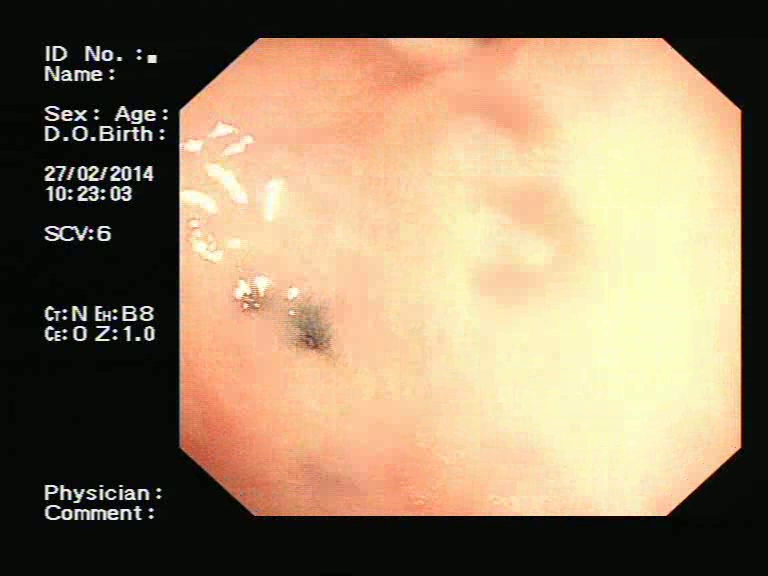 ID No. :
Name:
Sex: Age:
D.O.Birth:
27/02/2014
10:23:03
SCV:6
CT:N EH:B8
CE:0 Z:1.0
Physician:
Comment: